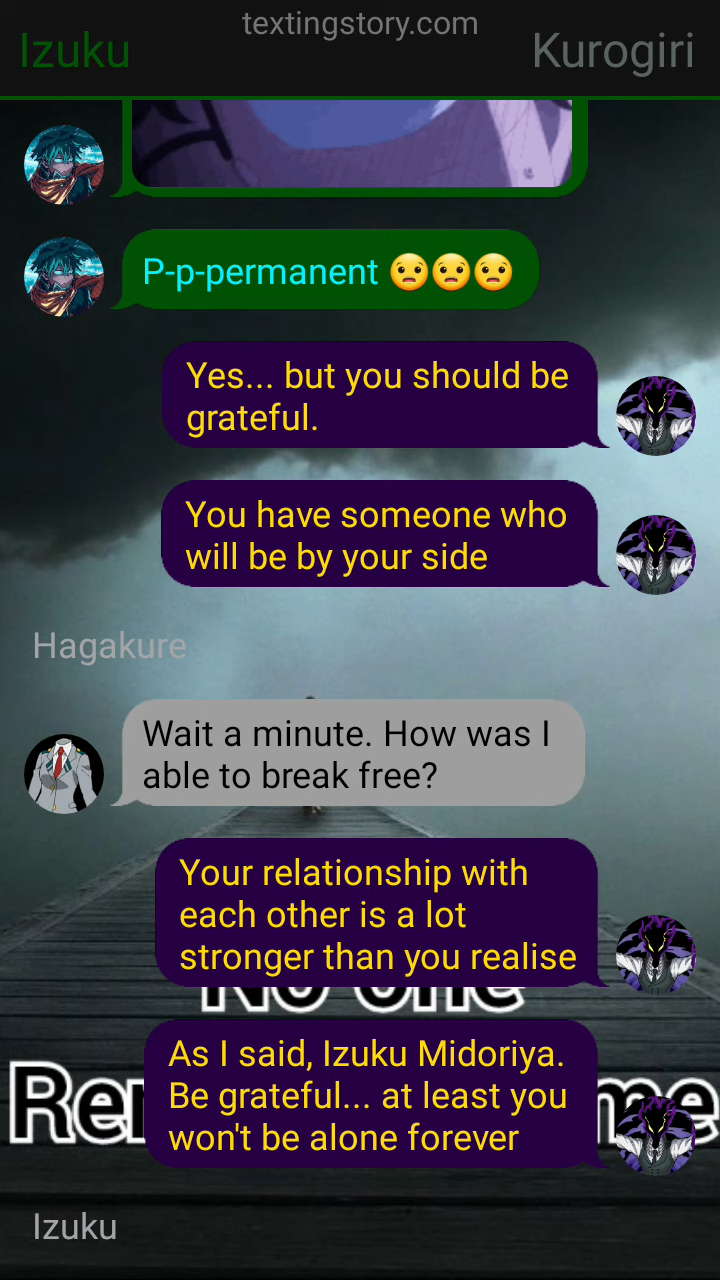 textingstory.com
Izuku
Kurogiri
P-p-permanent 😟😟😟
Yes... but you should be
grateful.
You have someone who
will be by your side
Hagakure
Wait a minute. How was I
able to break free?
Your relationship with
each other is a lot
stronger than you realise
No one
As I said, Izuku Midoriya.
Be grateful... at least you
won't be alone forever
Izuku